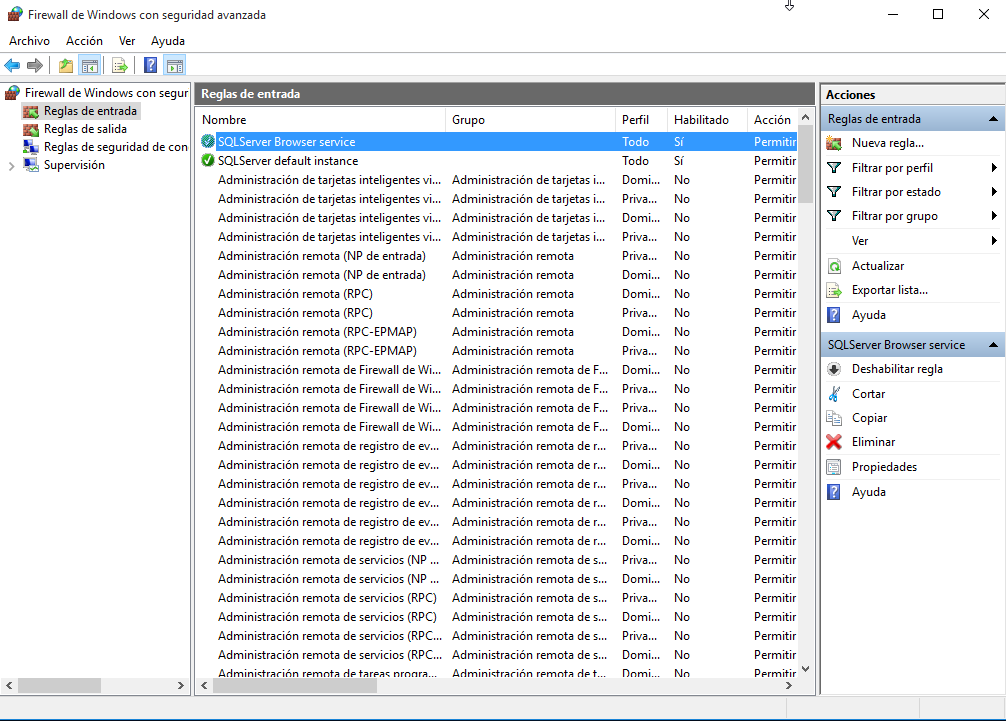 Firewall de Windows con seguridad avanzada
Archivo Acción Ver Ayuda
Firewall de Windows con segur
Reglas de entrada
Reglas de salida
Reglas de seguridad de con
Supervisión
Reglas de entrada
Nombre Grupo Perfil Habilitado Acción
SQLServer Browser service Todo Sí Permitir
SQLServer default instance Todo Sí Permitir
Administración de tarjetas inteligentes vi... Administración de tarjetas i... Domi... No Permitir
Administración de tarjetas inteligentes vi... Administración de tarjetas i... Priva... No Permitir
Administración de tarjetas inteligentes vi... Administración de tarjetas i... Domi... No Permitir
Administración de tarjetas inteligentes vi... Administración de tarjetas i... Priva... No Permitir
Administración remota (NP de entrada) Administración remota Priva... No Permitir
Administración remota (NP de entrada) Administración remota Domi... No Permitir
Administración remota (RPC) Administración remota Domi... No Permitir
Administración remota (RPC) Administración remota Priva... No Permitir
Administración remota (RPC-EPMAP) Administración remota Domi... No Permitir
Administración remota (RPC-EPMAP) Administración remota Priva... No Permitir
Administración remota de Firewall de Wi... Administración remota de F... Domi... No Permitir
Administración remota de Firewall de Wi... Administración remota de F... Priva... No Permitir
Administración remota de Firewall de Wi... Administración remota de F... Priva... No Permitir
Administración remota de Firewall de Wi... Administración remota de F... Domi... No Permitir
Administración remota de registro de ev... Administración remota de r... Priva... No Permitir
Administración remota de registro de ev... Administración remota de r... Domi... No Permitir
Administración remota de registro de ev... Administración remota de r... Priva... No Permitir
Administración remota de registro de ev... Administración remota de r... Domi... No Permitir
Administración remota de registro de ev... Administración remota de r... Priva... No Permitir
Administración remota de registro de ev... Administración remota de r... Domi... No Permitir
Administración remota de servicios (NP ... Administración remota de s... Priva... No Permitir
Administración remota de servicios (NP ... Administración remota de s... Domi... No Permitir
Administración remota de servicios (RPC) Administración remota de s... Priva... No Permitir
Administración remota de servicios (RPC) Administración remota de s... Domi... No Permitir
Administración remota de servicios (RPC... Administración remota de s... Priva... No Permitir
Administración remota de servicios (RPC... Administración remota de s... Domi... No Permitir
Administración remota de tareas progra... Administración remota de t... Domi... No Permitir
Acciones
Reglas de entrada
Nueva regla...
Filtrar por perfil
Filtrar por estado
Filtrar por grupo
Ver
Actualizar
Exportar lista...
Ayuda
SQLServer Browser service
Deshabilitar regla
Cortar
Copiar
Eliminar
Propiedades
Ayuda